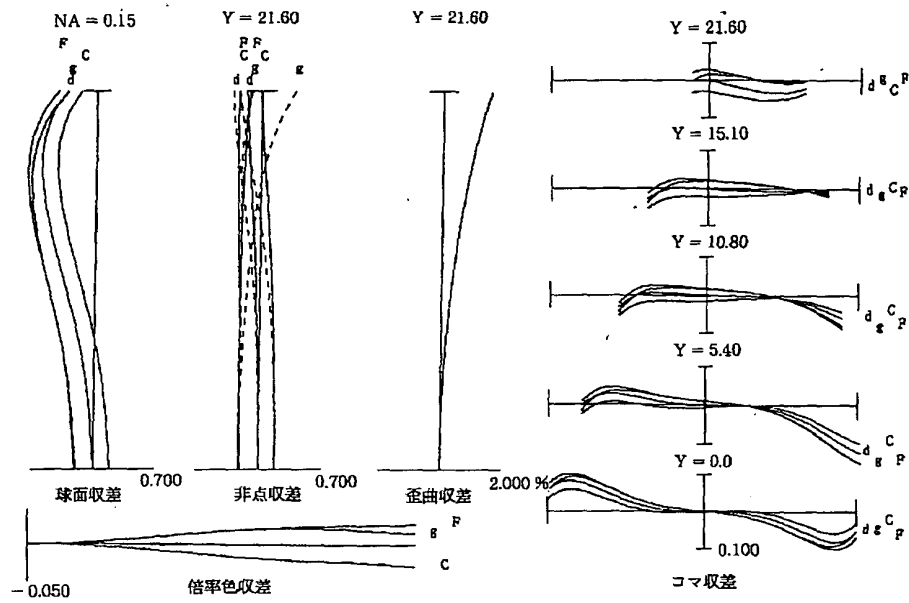 NA = 0.15
F
C
g
d
0.700
球面収差
Y = 21.60
F F
C C
g
d d
g
0.700
非点収差
Y = 21.60
2.000 %
歪曲収差
F
g
C
− 0.050
倍率色収差
Y = 21.60
d g C F
Y = 15.10
d g C F
Y = 10.80
d g C F
Y = 5.40
d g C F
Y = 0.0
d g C F
0.100
コマ収差